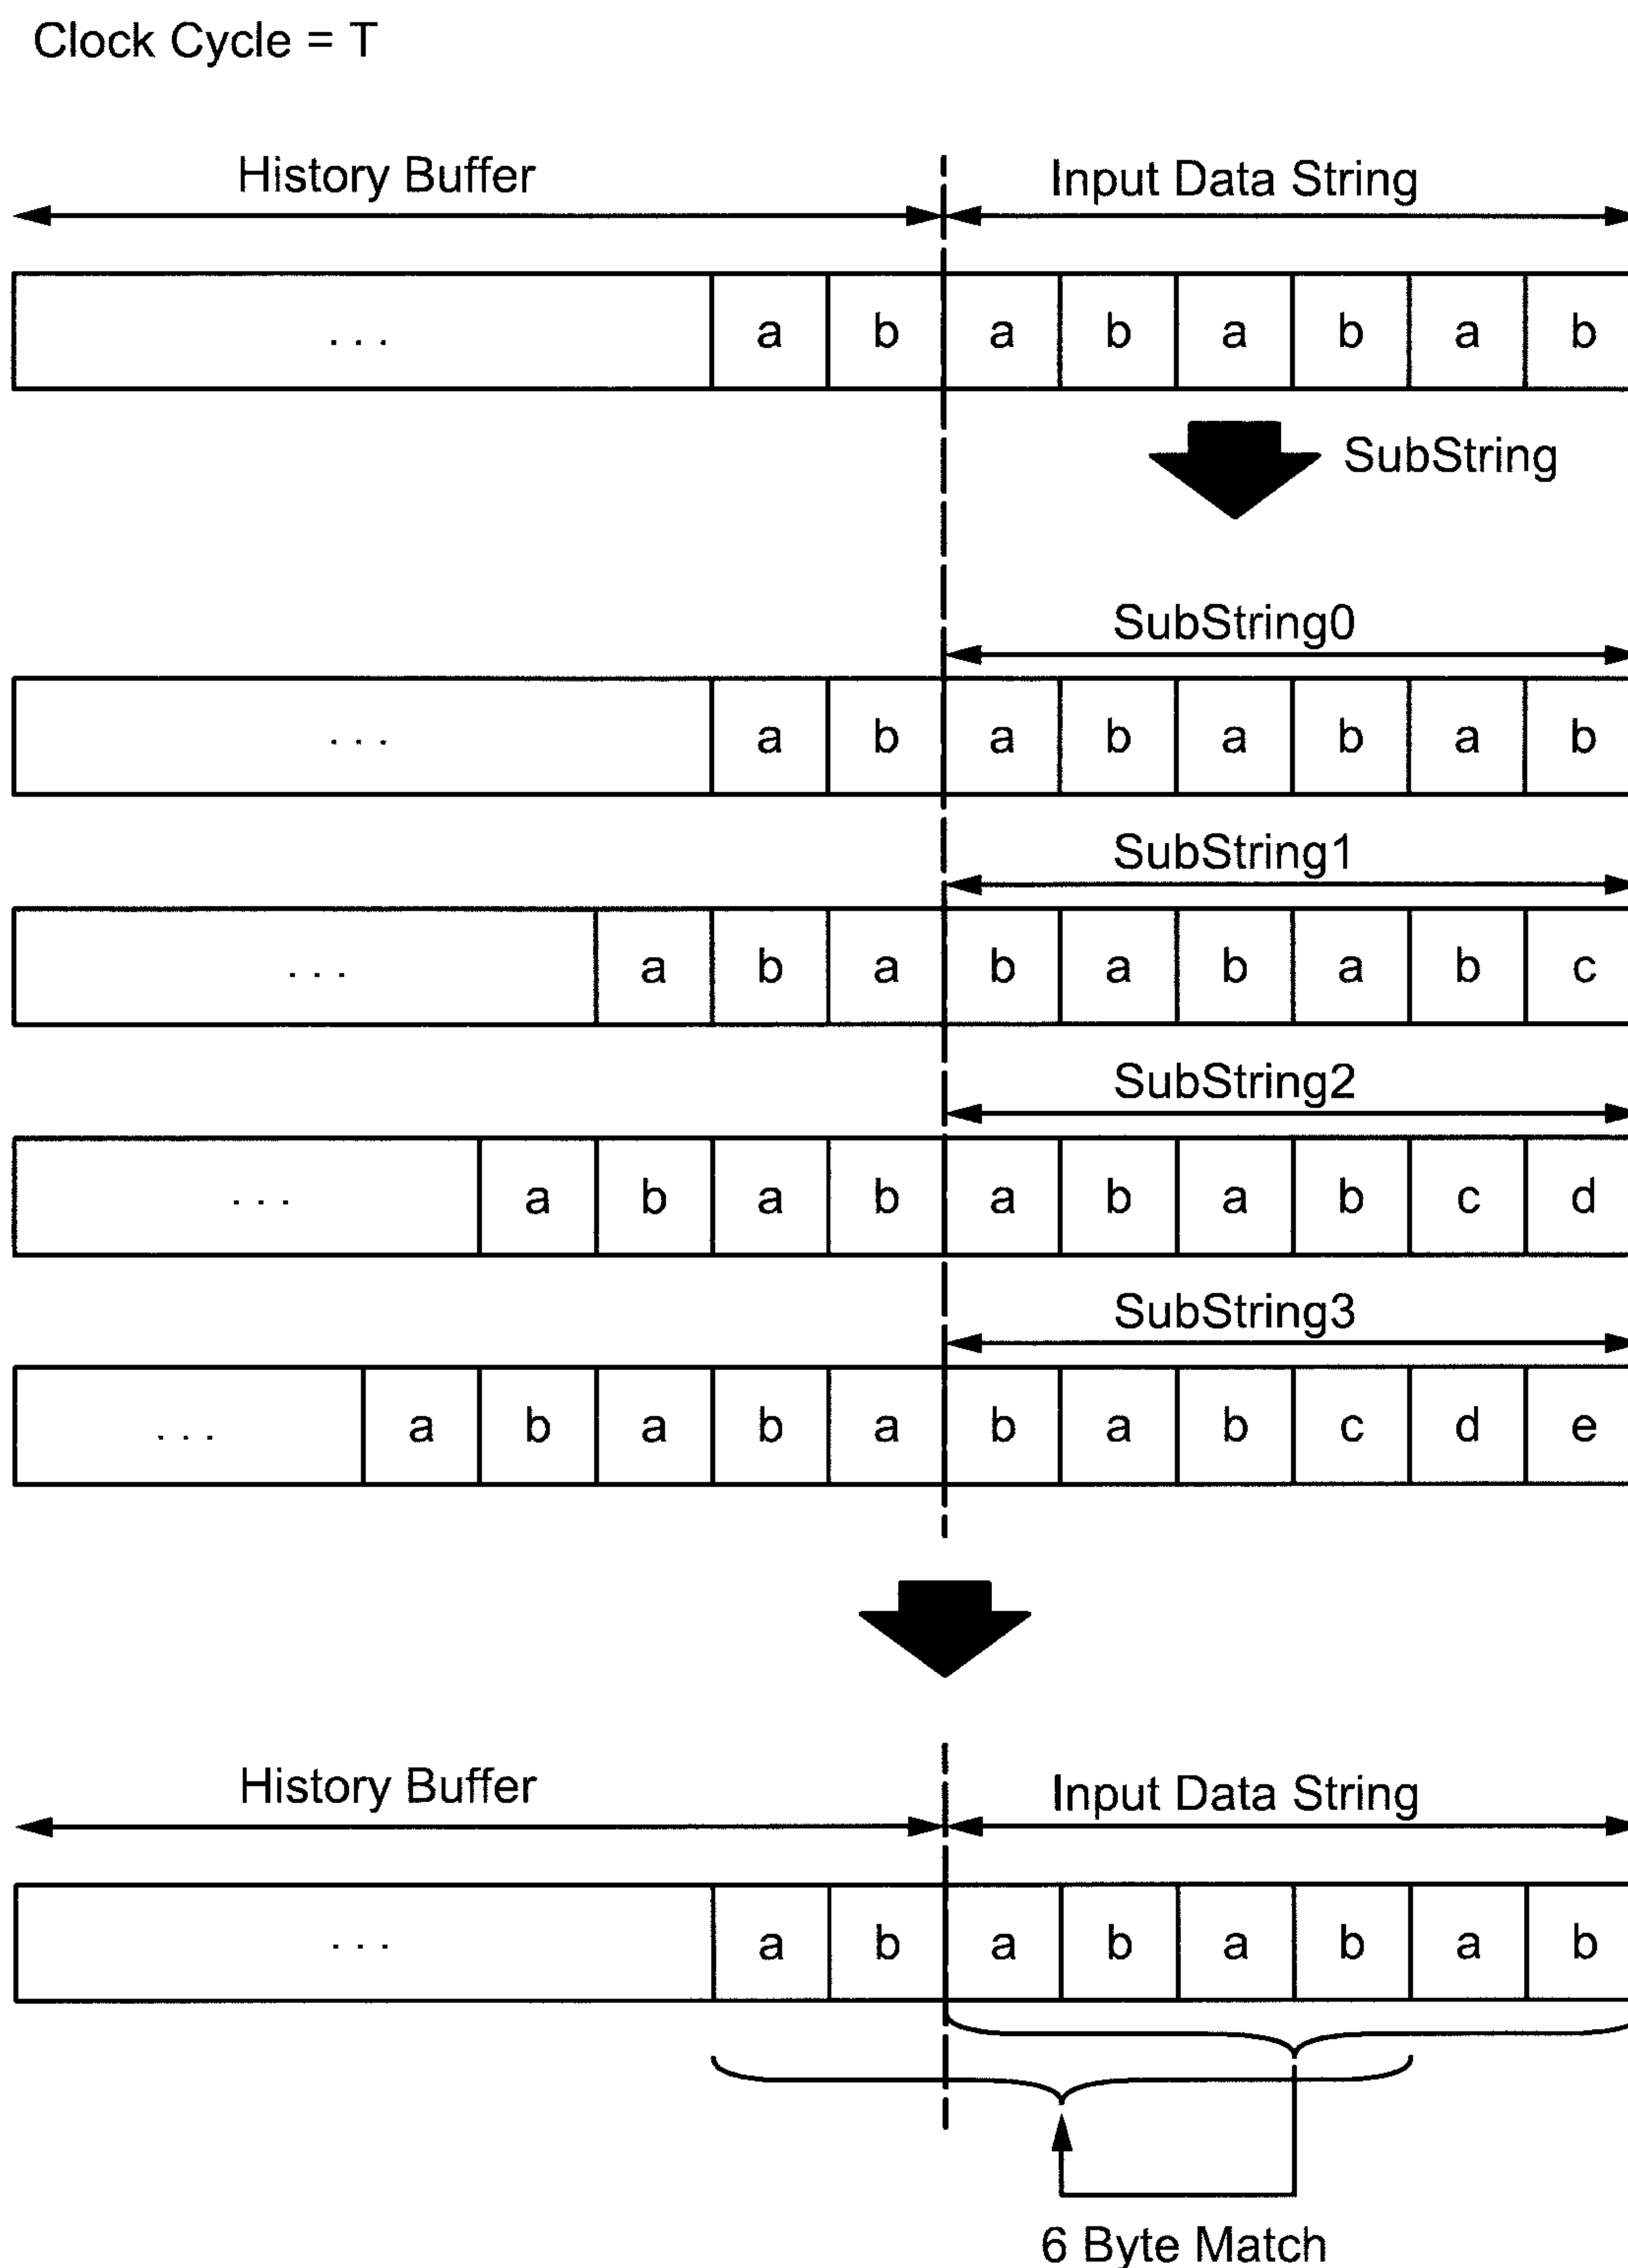 Clock Cycle = T
History Buffer Input Data String
... a b a b a b a b
SubString
SubString0
... a b a b a b a b
SubString1
... a b a b a b a b c
SubString2
... a b a b a b a b c d
SubString3
... a b a b a b a b c d e
History Buffer Input Data String
... a b a b a b a b
6 Byte Match